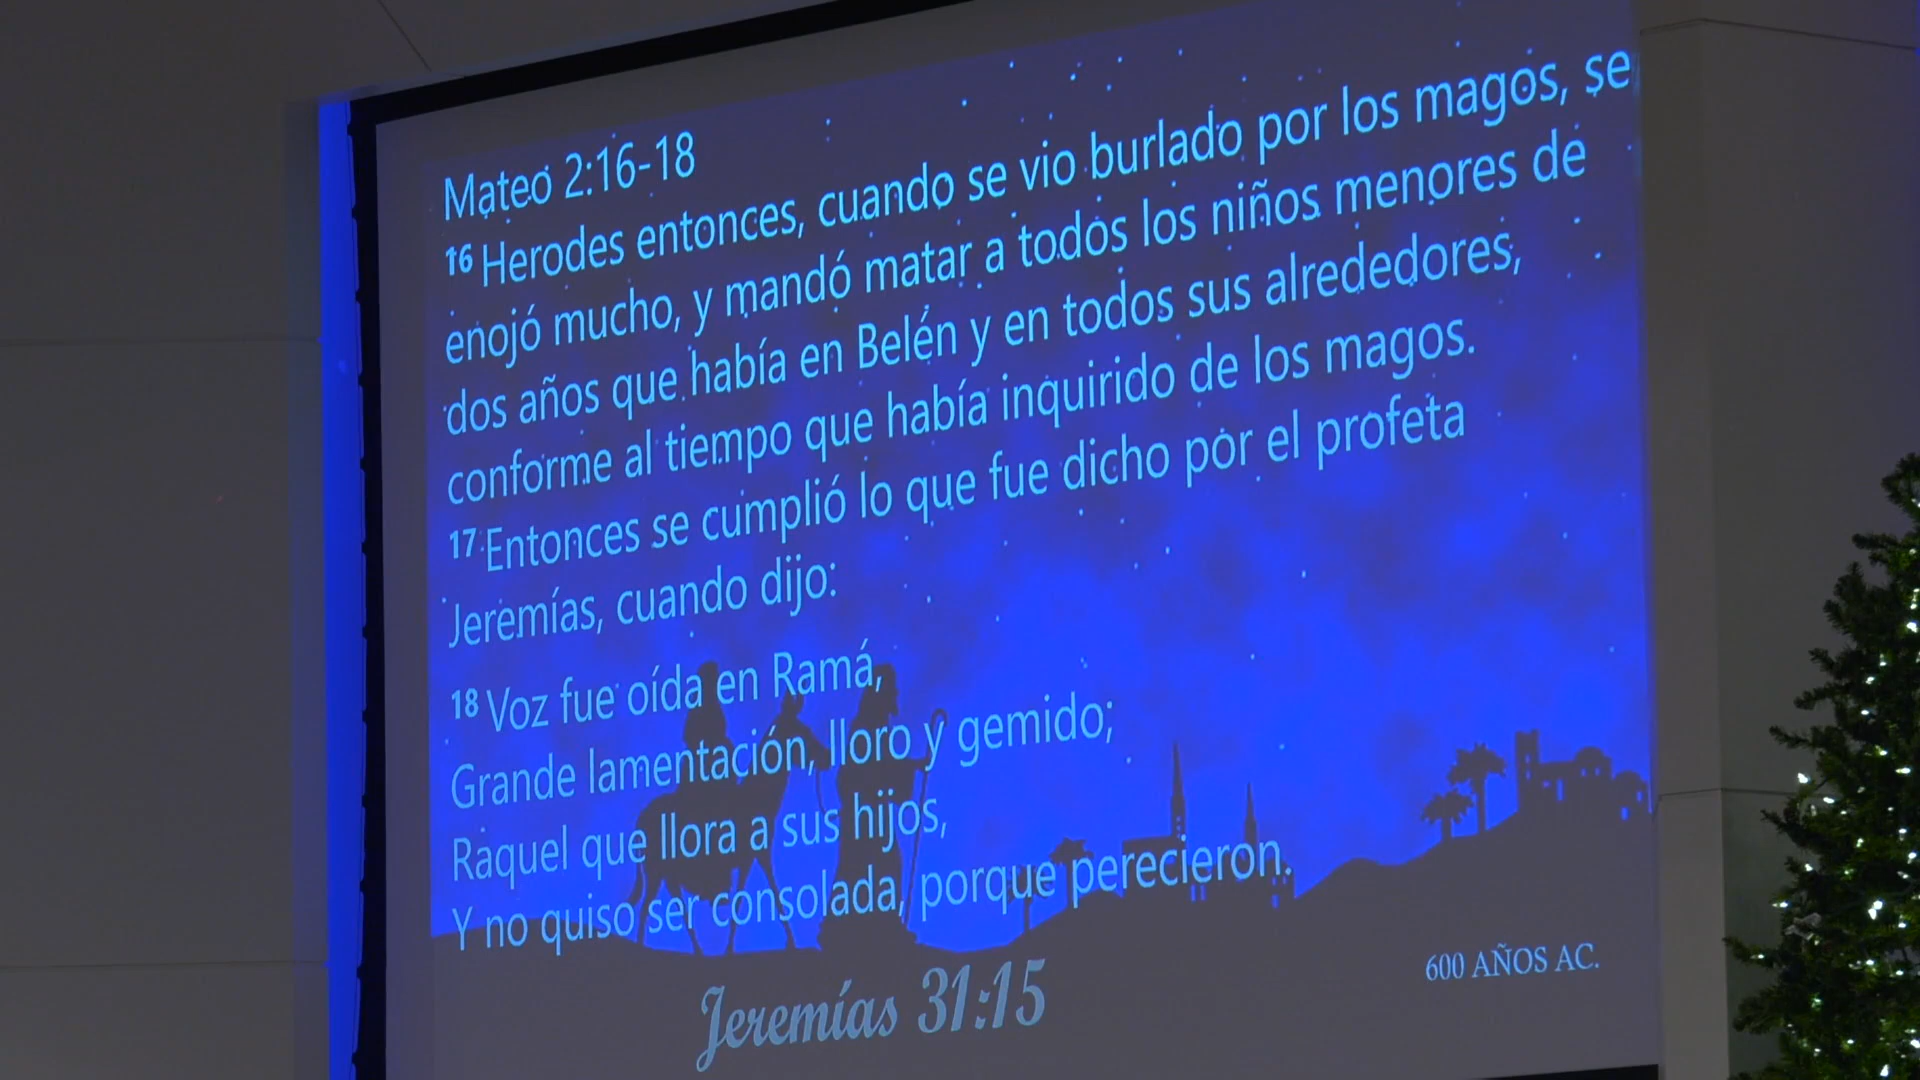 Mateo 2:16-18
16 Herodes entonces, cuando se vio burlado por los magos, se
enojó mucho, y mandó matar a todos los niños menores de
dos años que había en Belén y en todos sus alrededores,
conforme al tiempo que había inquirido de los magos.
17 Entonces se cumplió lo que fue dicho por el profeta
Jeremías, cuando dijo:
18 Voz fue oída en Ramá,
Grande lamentación, lloro y gemido;
Raquel que llora a sus hijos,
Y no quiso ser consolada, porque perecieron.
Jeremías 31:15
600 AÑOS AC.